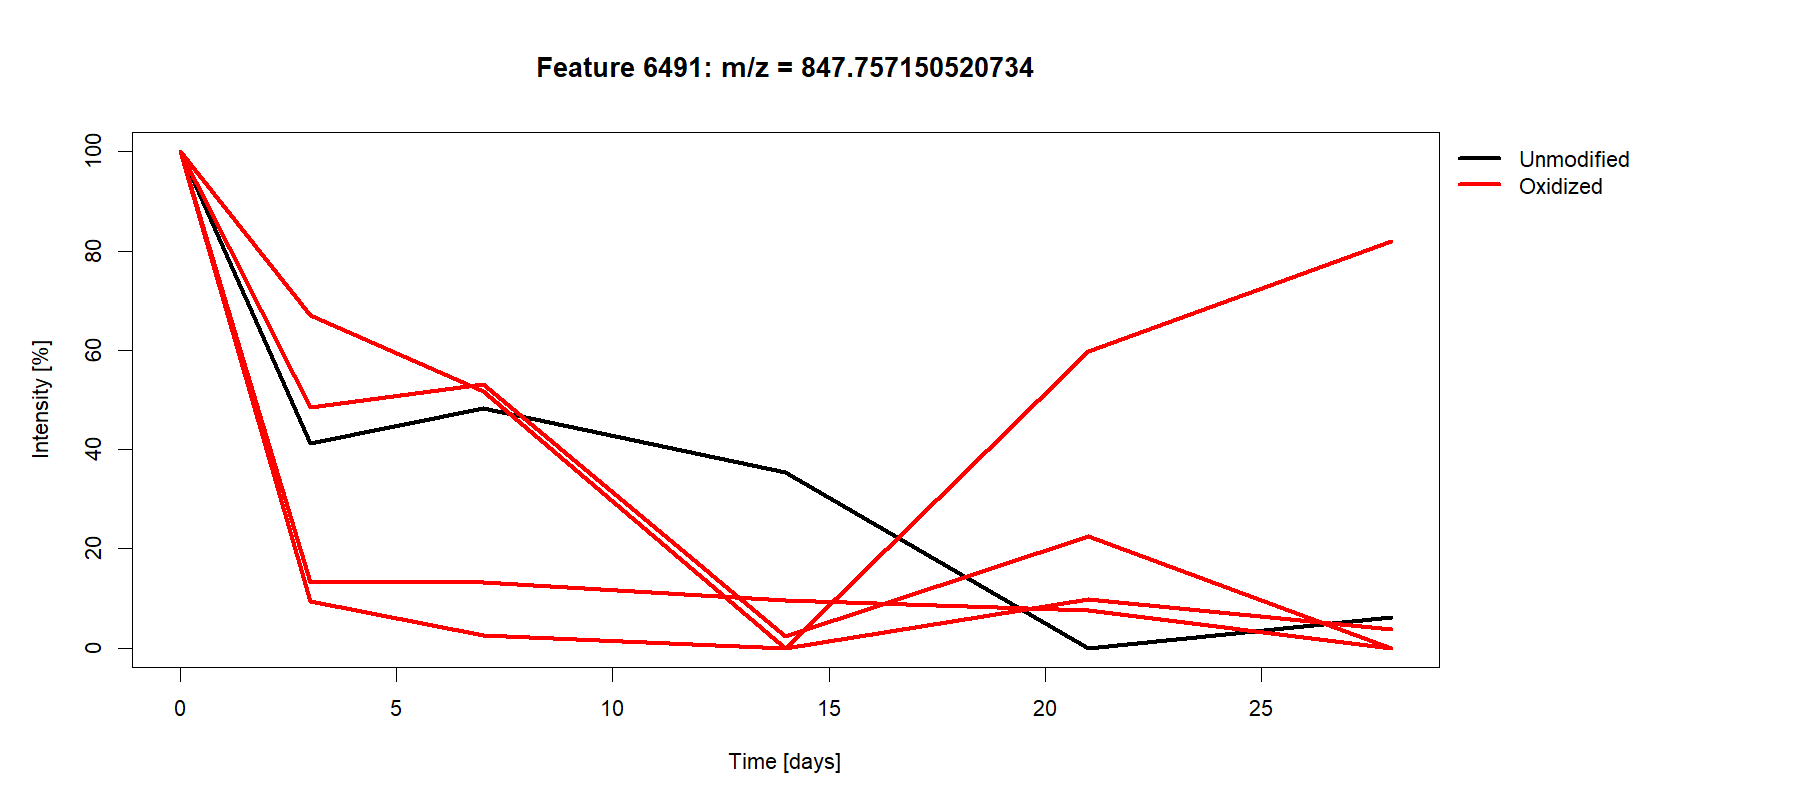 Feature 6491: m/z = 847.757150520734
Unmodified
Oxidized
Intensity [%]
100
80
60
40
20
0
0 5 10 15 20 25
Time [days]